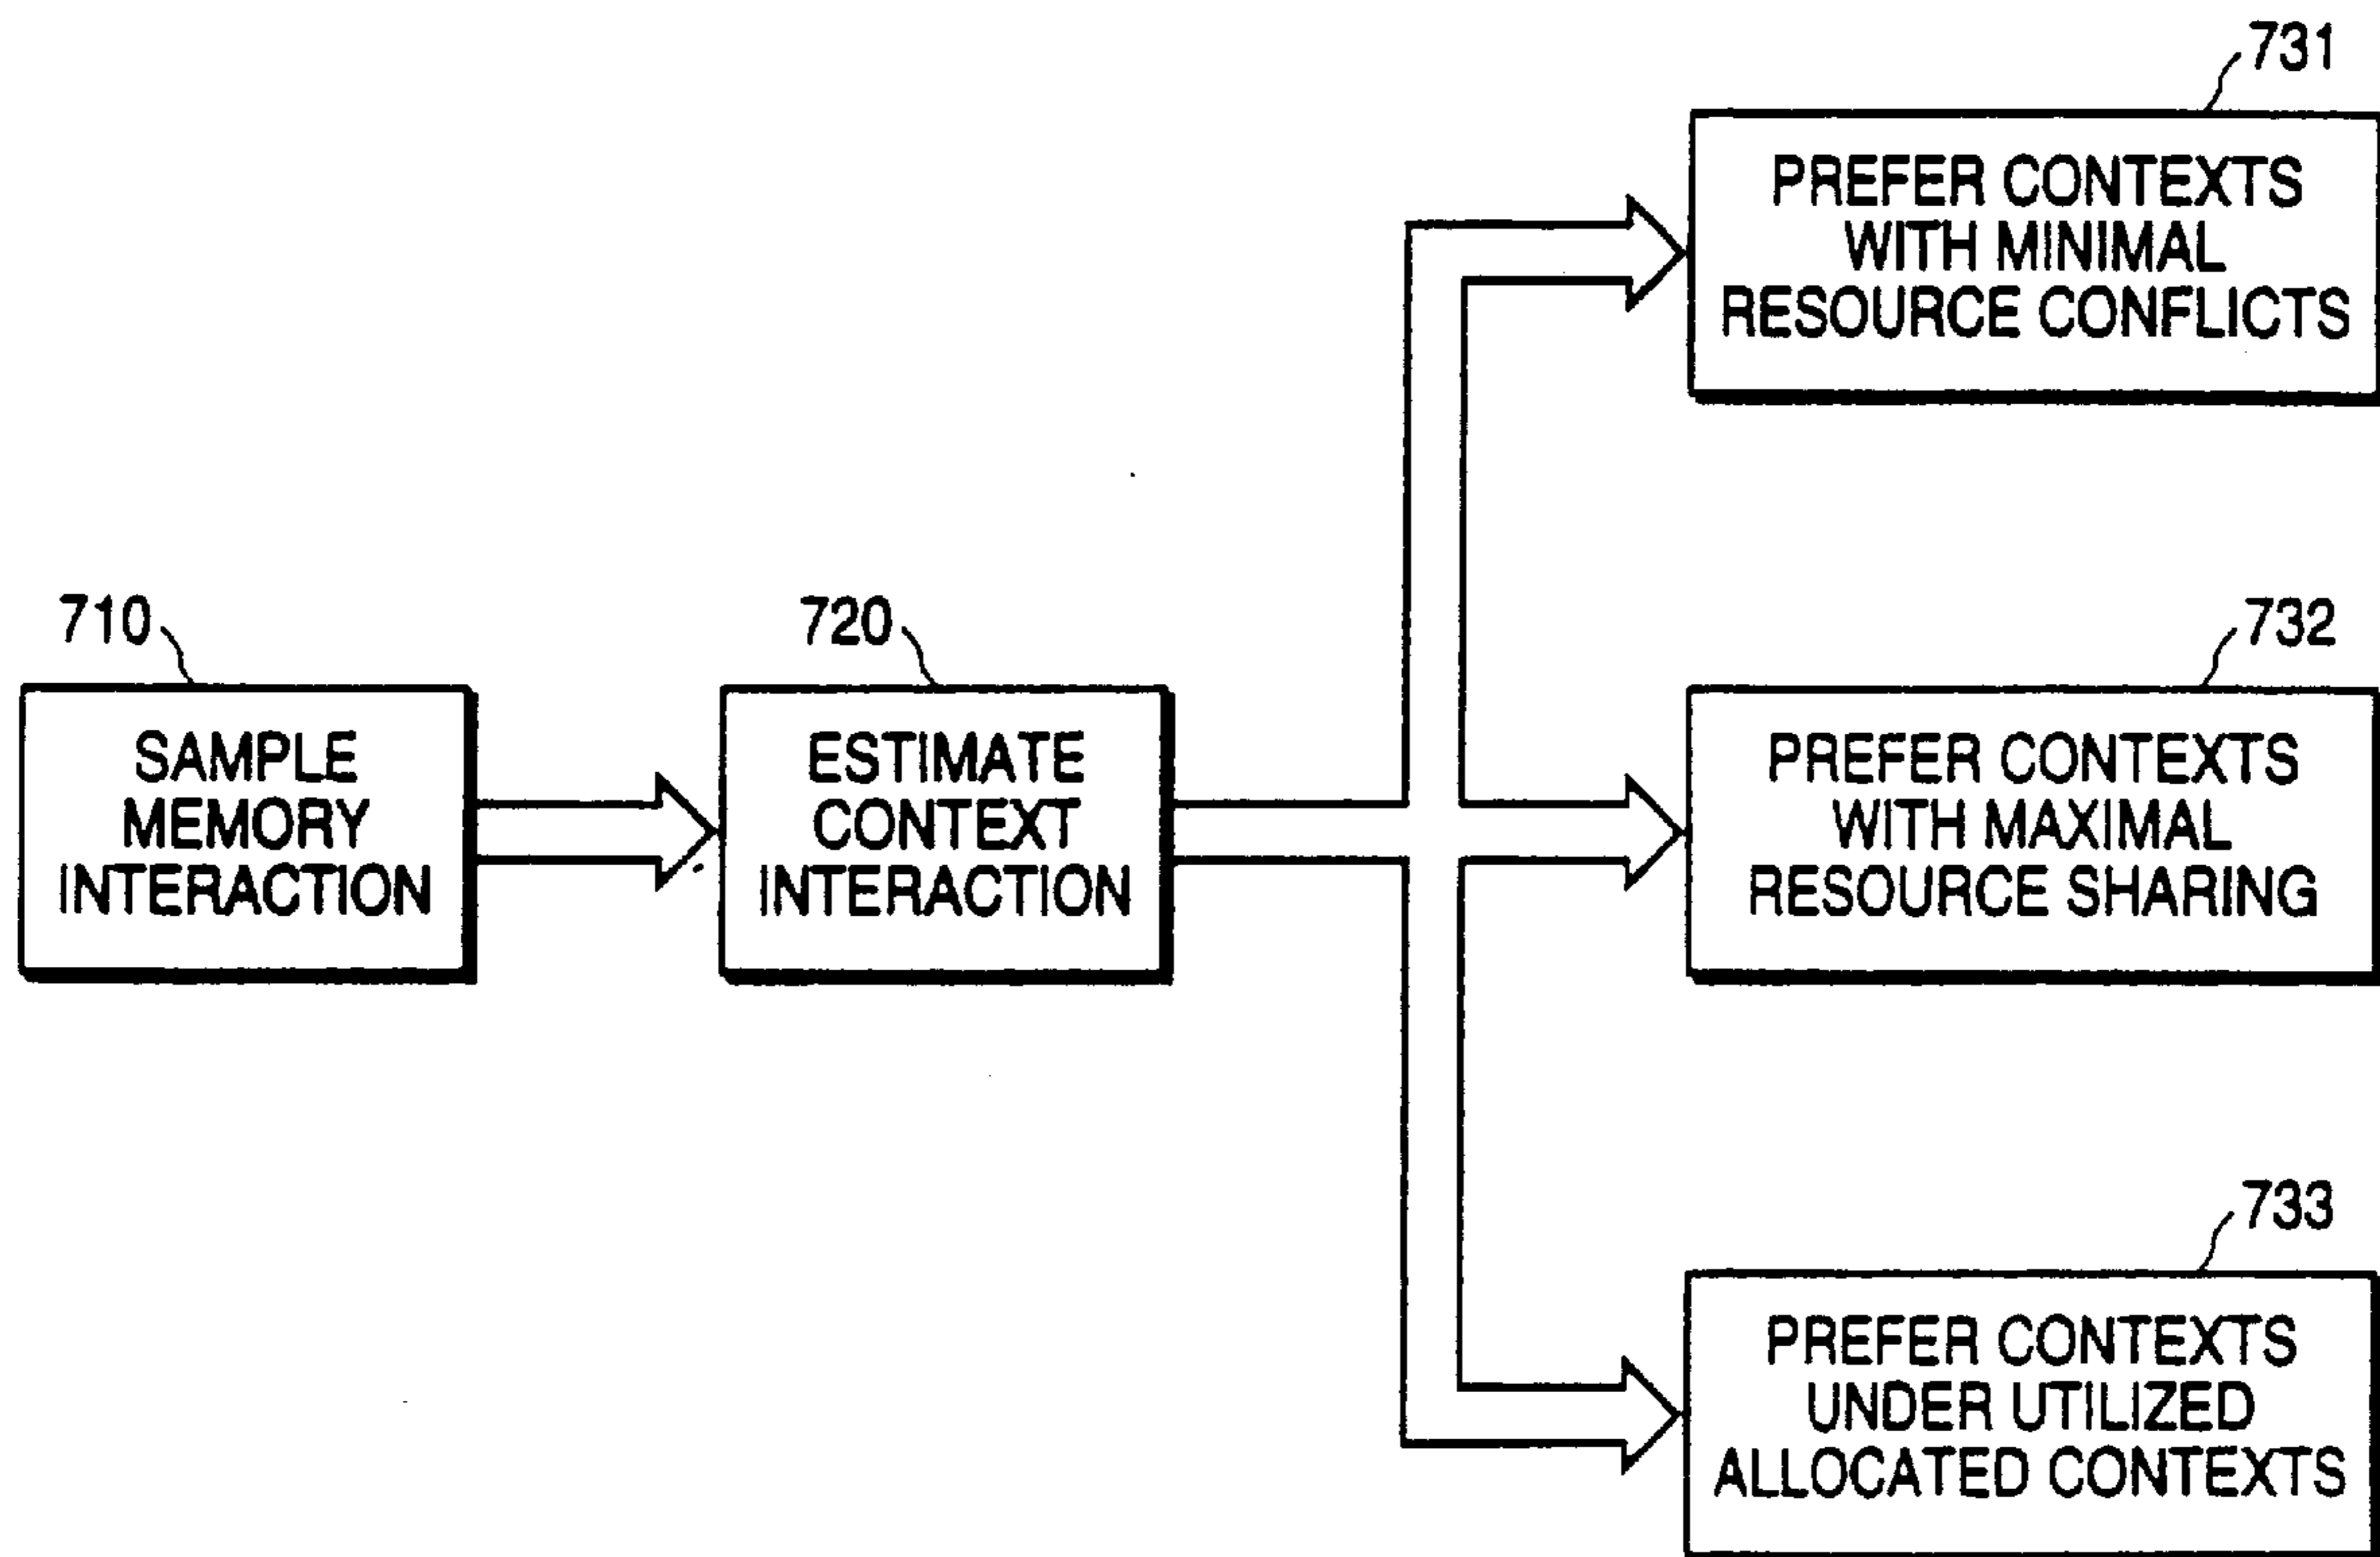 731
PREFER CONTEXTS
WITH MINIMAL
RESOURCE CONFLICTS
710
SAMPLE
MEMORY
INTERACTION
720
ESTIMATE
CONTEXT
INTERACTION
732
PREFER CONTEXTS
WITH MAXIMAL
RESOURCE SHARING
733
PREFER CONTEXTS
UNDER UTILIZED
ALLOCATED CONTEXTS